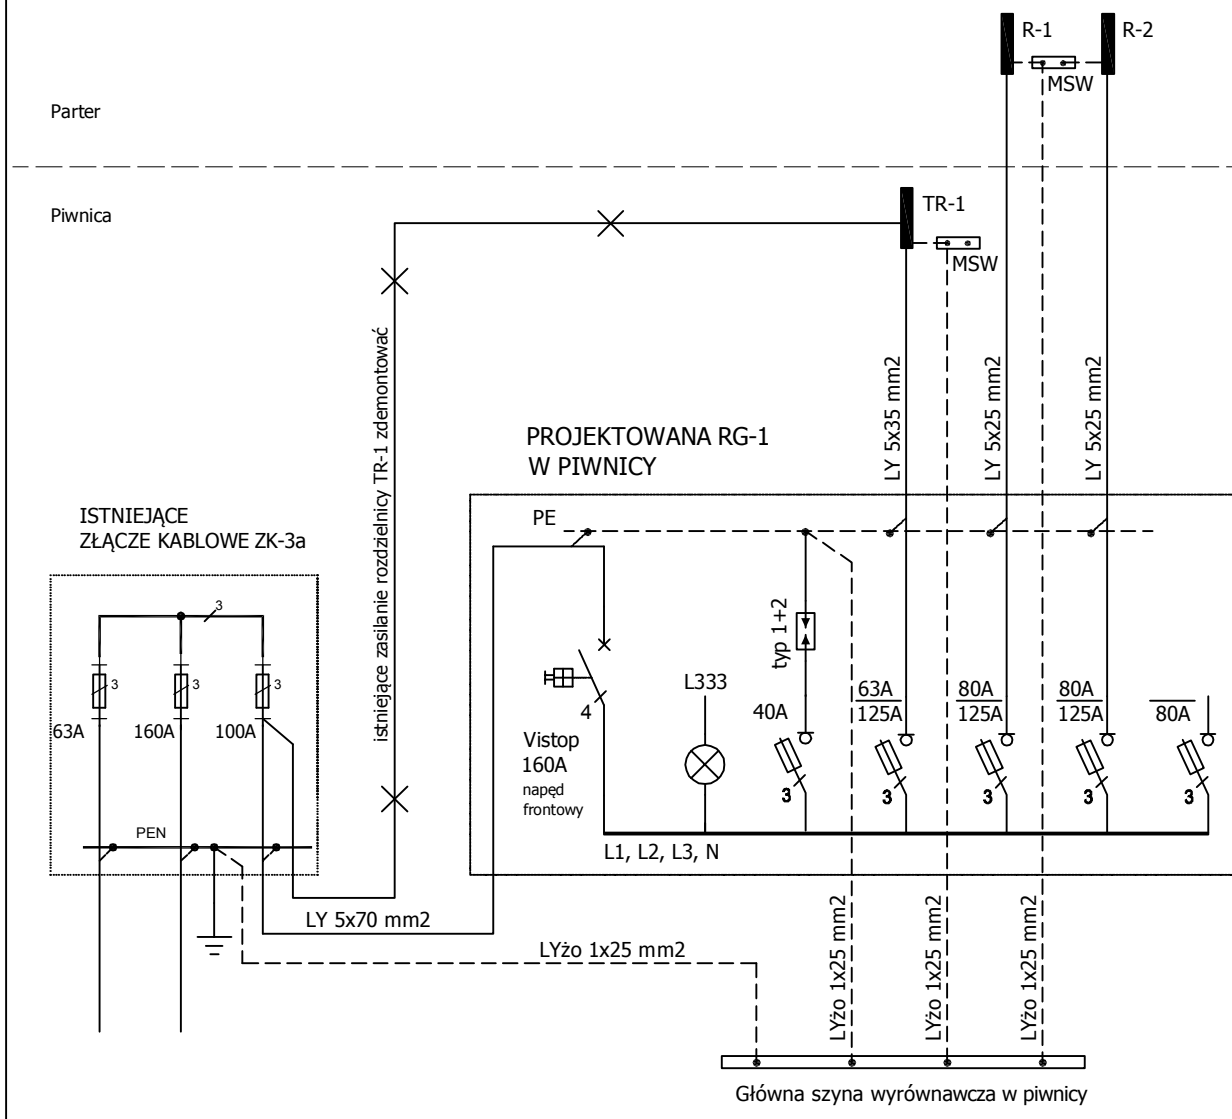 R-1
R-2
MSW
Parter
Piwnica
TR-1
MSW
istniejące zasilanie rozdzielnicy TR-1 zdemontować
LY 5x35 mm2
LY 5x25 mm2
LY 5x25 mm2
PROJEKTOWANA RG-1
W PIWNICY
ISTNIEJĄCE
ZŁĄCZE KABLOWE ZK-3a
PE
3
3
3
3
63A
160A
100A
PEN
typ 1+2
4
Vistop
160A
napęd
frontowy
L333
40A
63A
125A
80A
125A
80A
125A
80A
3
3
3
3
3
L1, L2, L3, N
LY 5x70 mm2
LYżo 1x25 mm2
LYżo 1x25 mm2
LYżo 1x25 mm2
LYżo 1x25 mm2
Główna szyna wyrównawcza w piwnicy